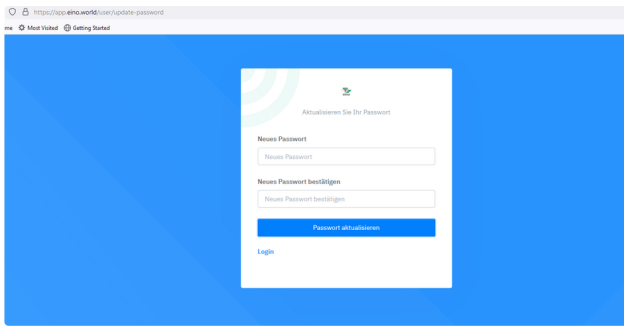 https://app.eino.world/user/update-password
me Most Visited Getting Started
Aktualisieren Sie Ihr Passwort
Neues Passwort
Neues Passwort
Neues Passwort bestätigen
Neues Passwort bestätigen
Passwort aktualisieren
Login